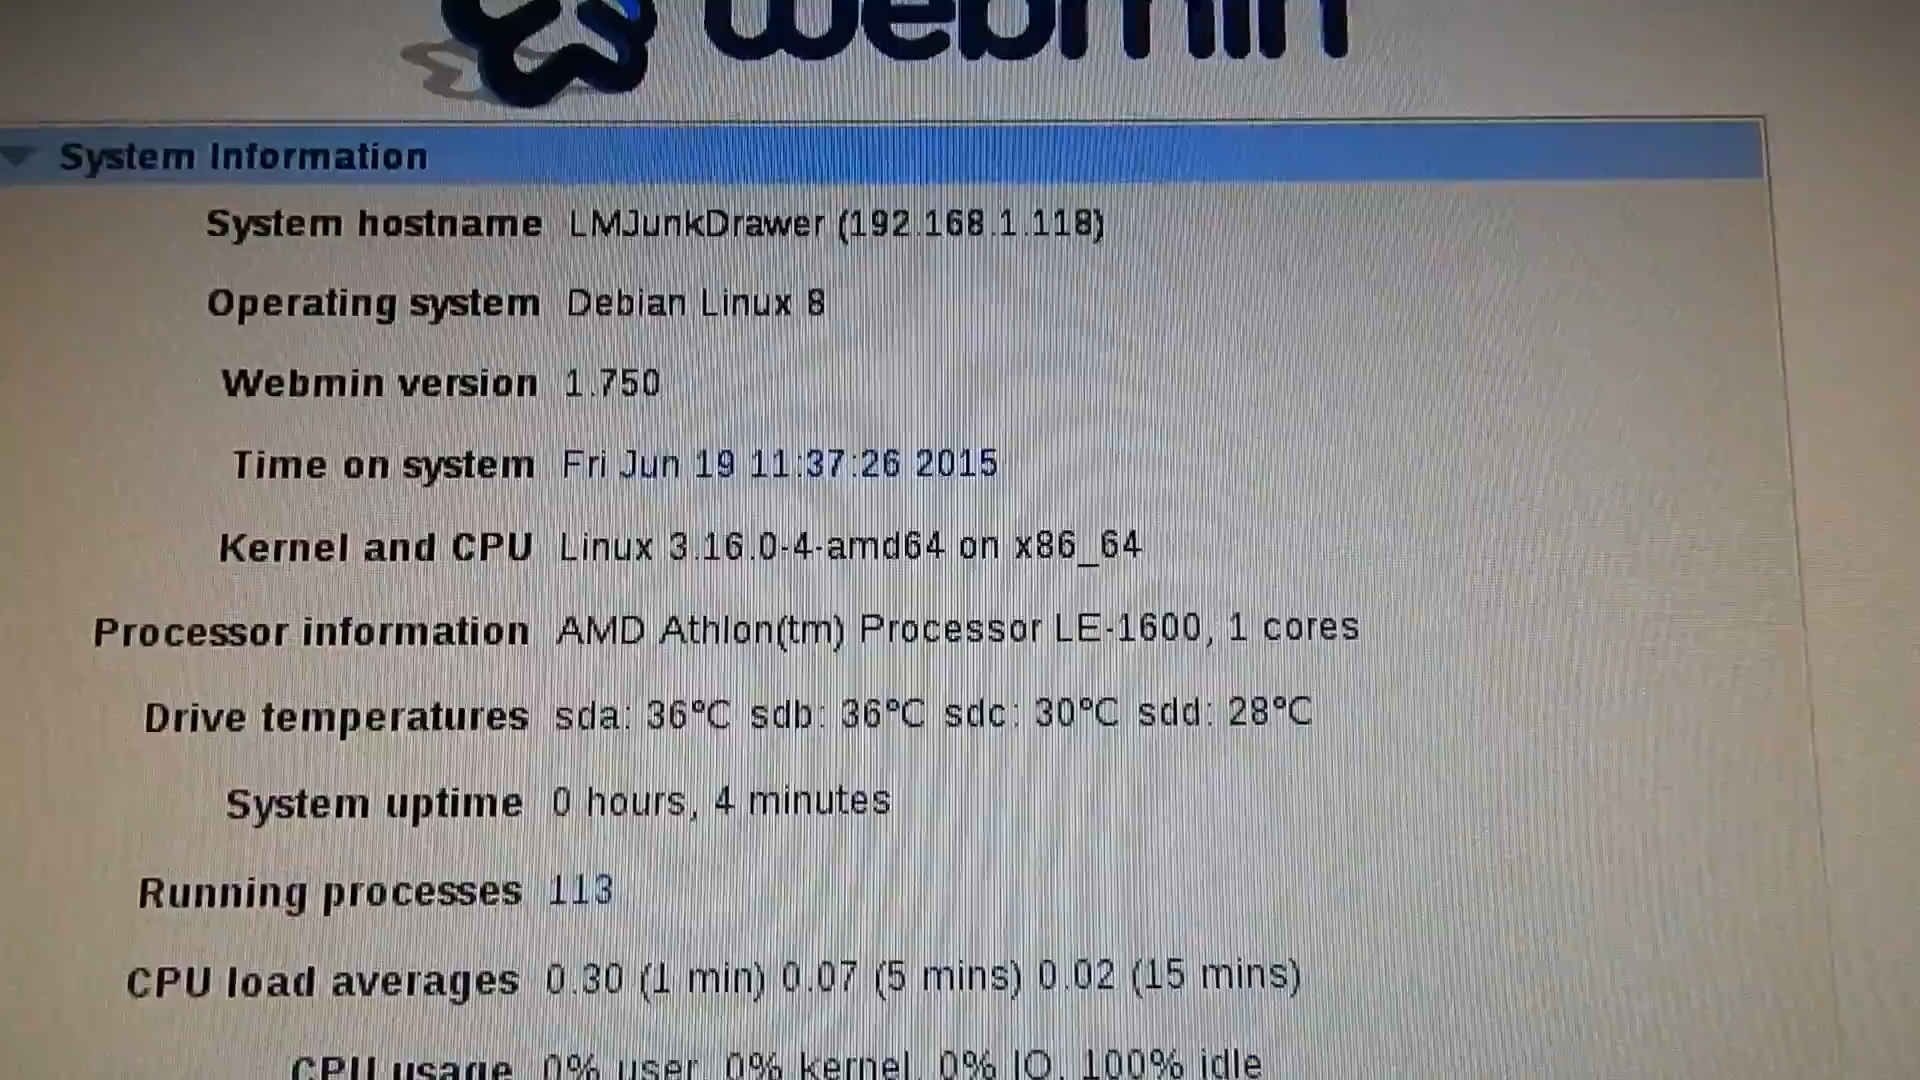 webmin
System Information
System hostname LMJunkDrawer (192.168.1.118)
Operating system Debian Linux 8
Webmin version 1.750
Time on system Fri Jun 19 11:37:26 2015
Kernel and CPU Linux 3.16.0-4-amd64 on x86_64
Processor information AMD Athlon(tm) Processor LE-1600, 1 cores
Drive temperatures sda: 36°C sdb: 36°C sdc: 30°C sdd: 28°C
System uptime 0 hours, 4 minutes
Running processes 113
CPU load averages 0.30 (1 min) 0.07 (5 mins) 0.02 (15 mins)
CPU usage 0% user, 0% kernel, 0% IO, 100% idle